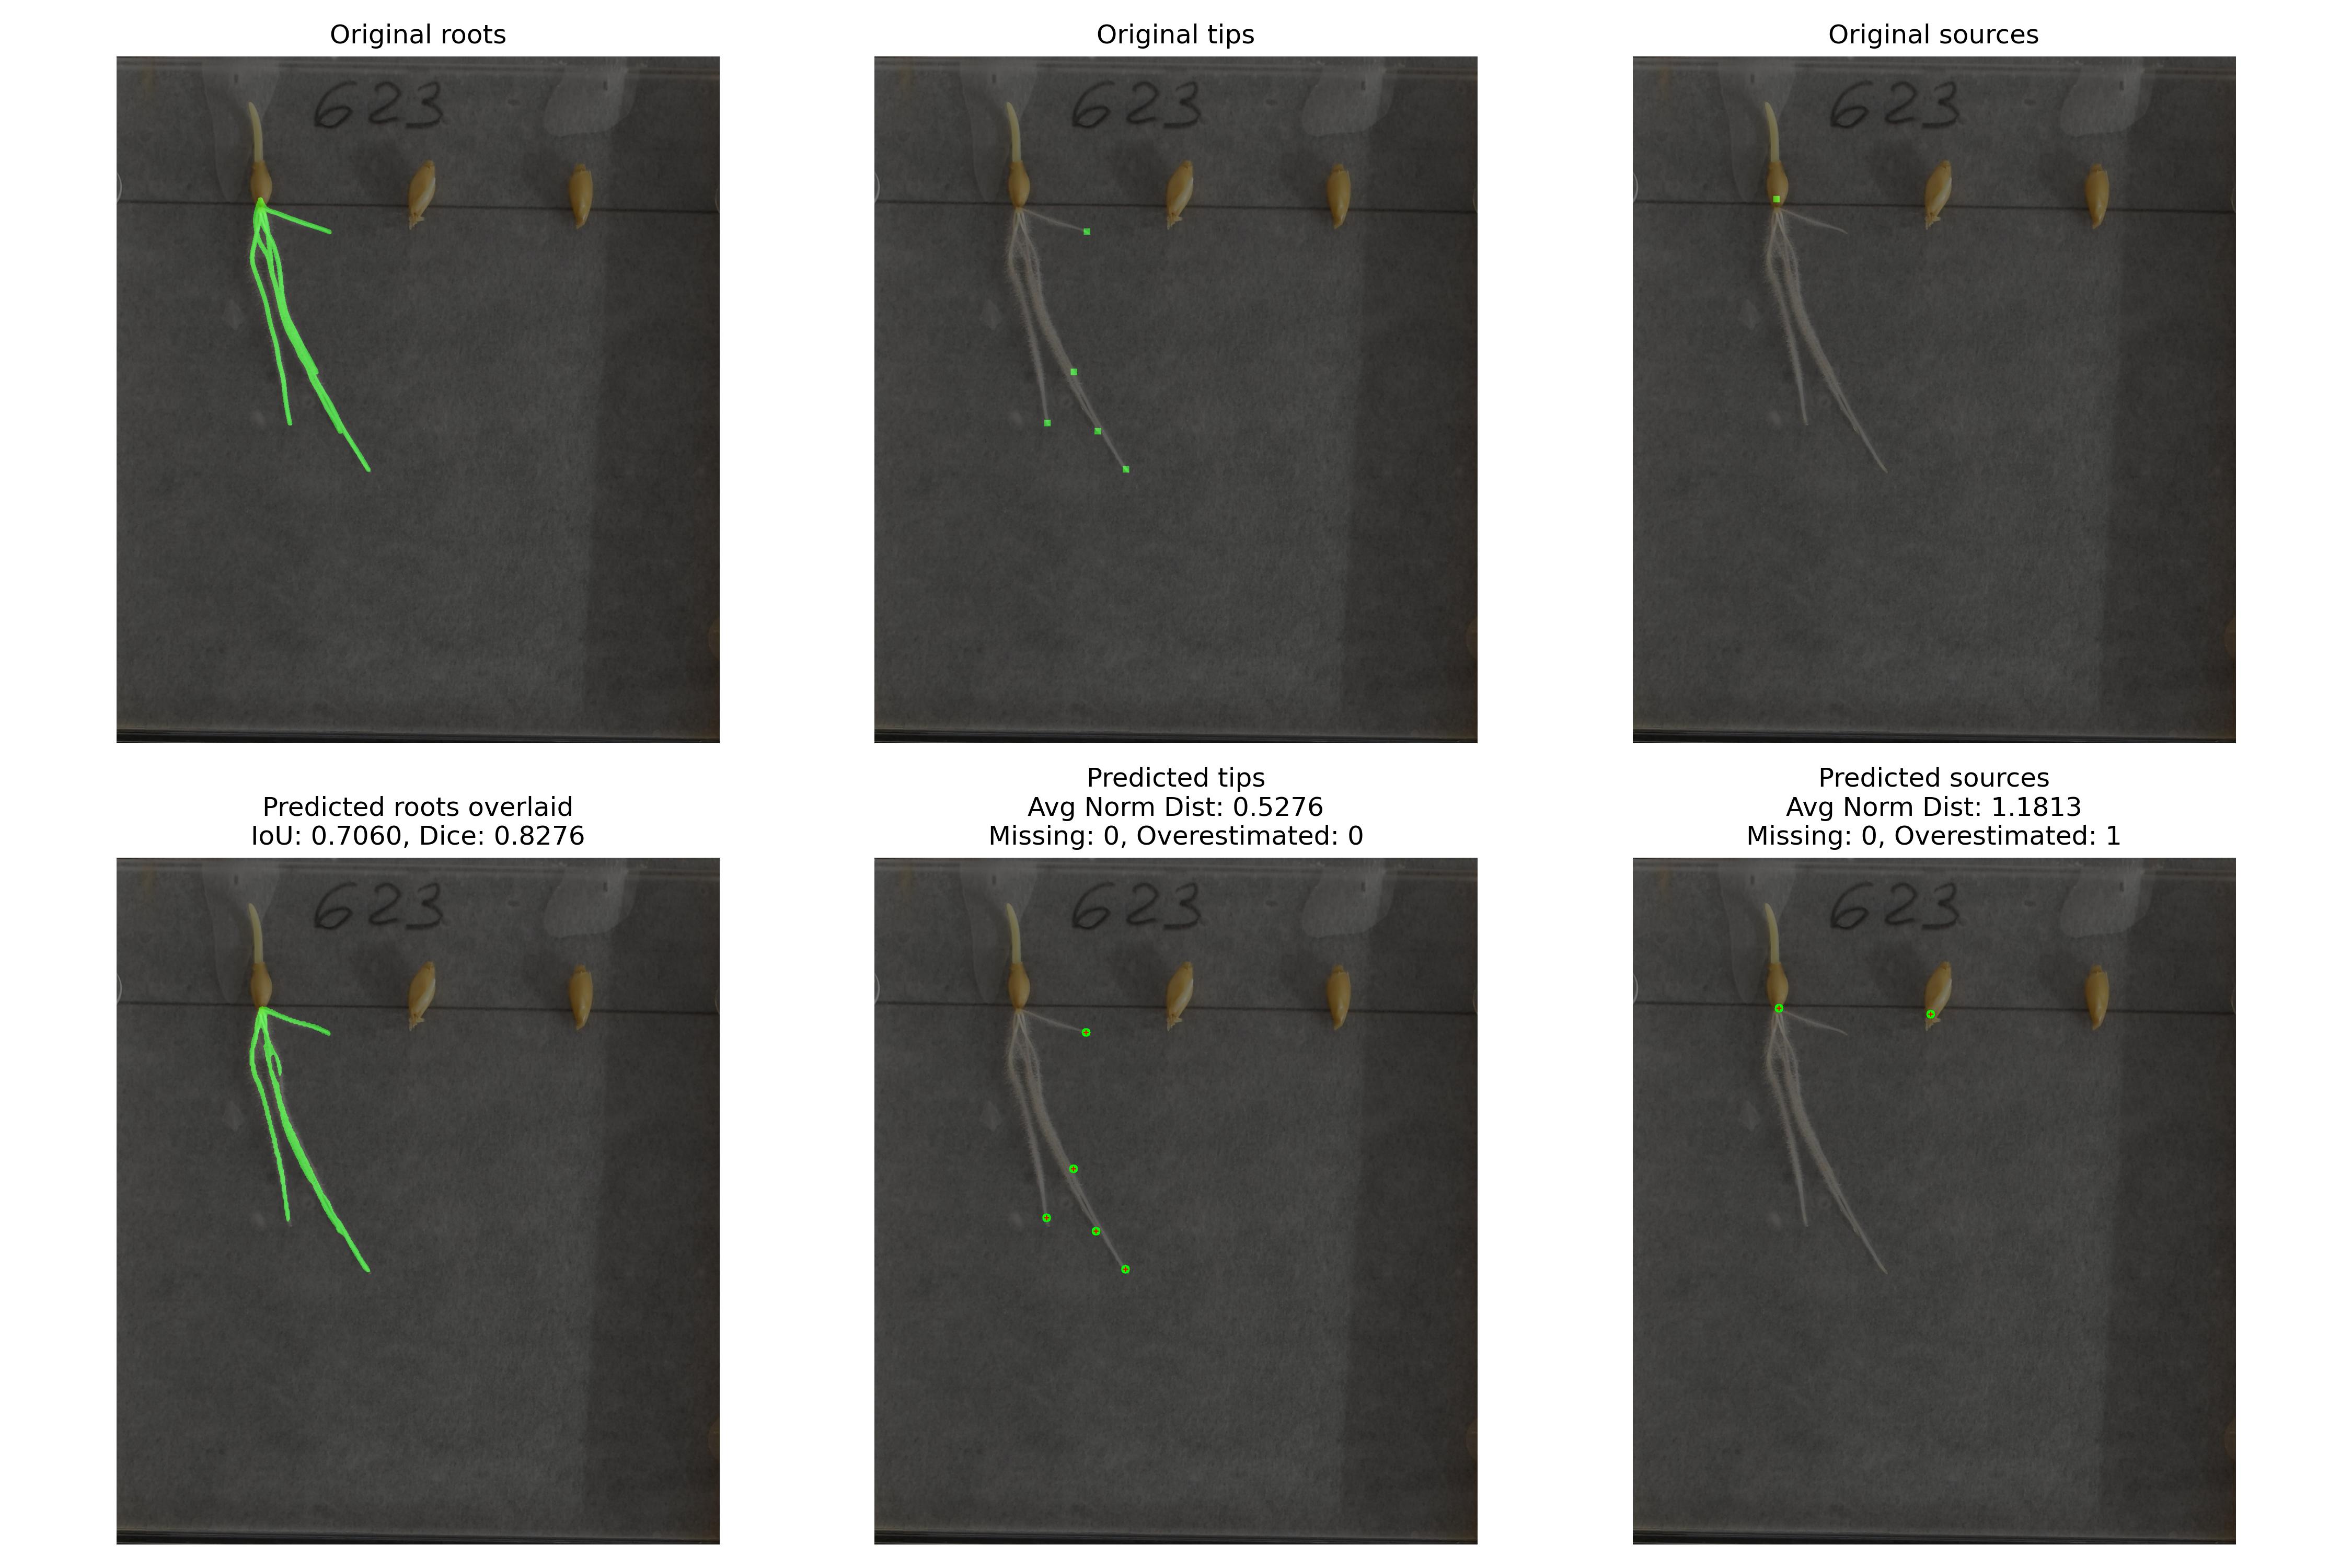 Original roots
Original tips
Original sources
623
623
623
Predicted roots overlaid
IoU: 0.7060, Dice: 0.8276
Predicted tips
Avg Norm Dist: 0.5276
Missing: 0, Overestimated: 0
Predicted sources
Avg Norm Dist: 1.1813
Missing: 0, Overestimated: 1
623
623
623